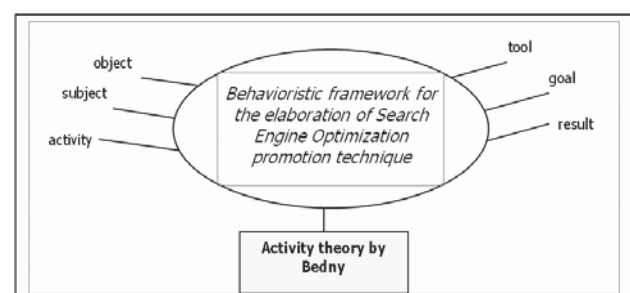 object
subject
activity
Behavioristic framework for
the elaboration of Search
Engine Optimization
promotion technique
tool
goal
result
Activity theory by
Bedny